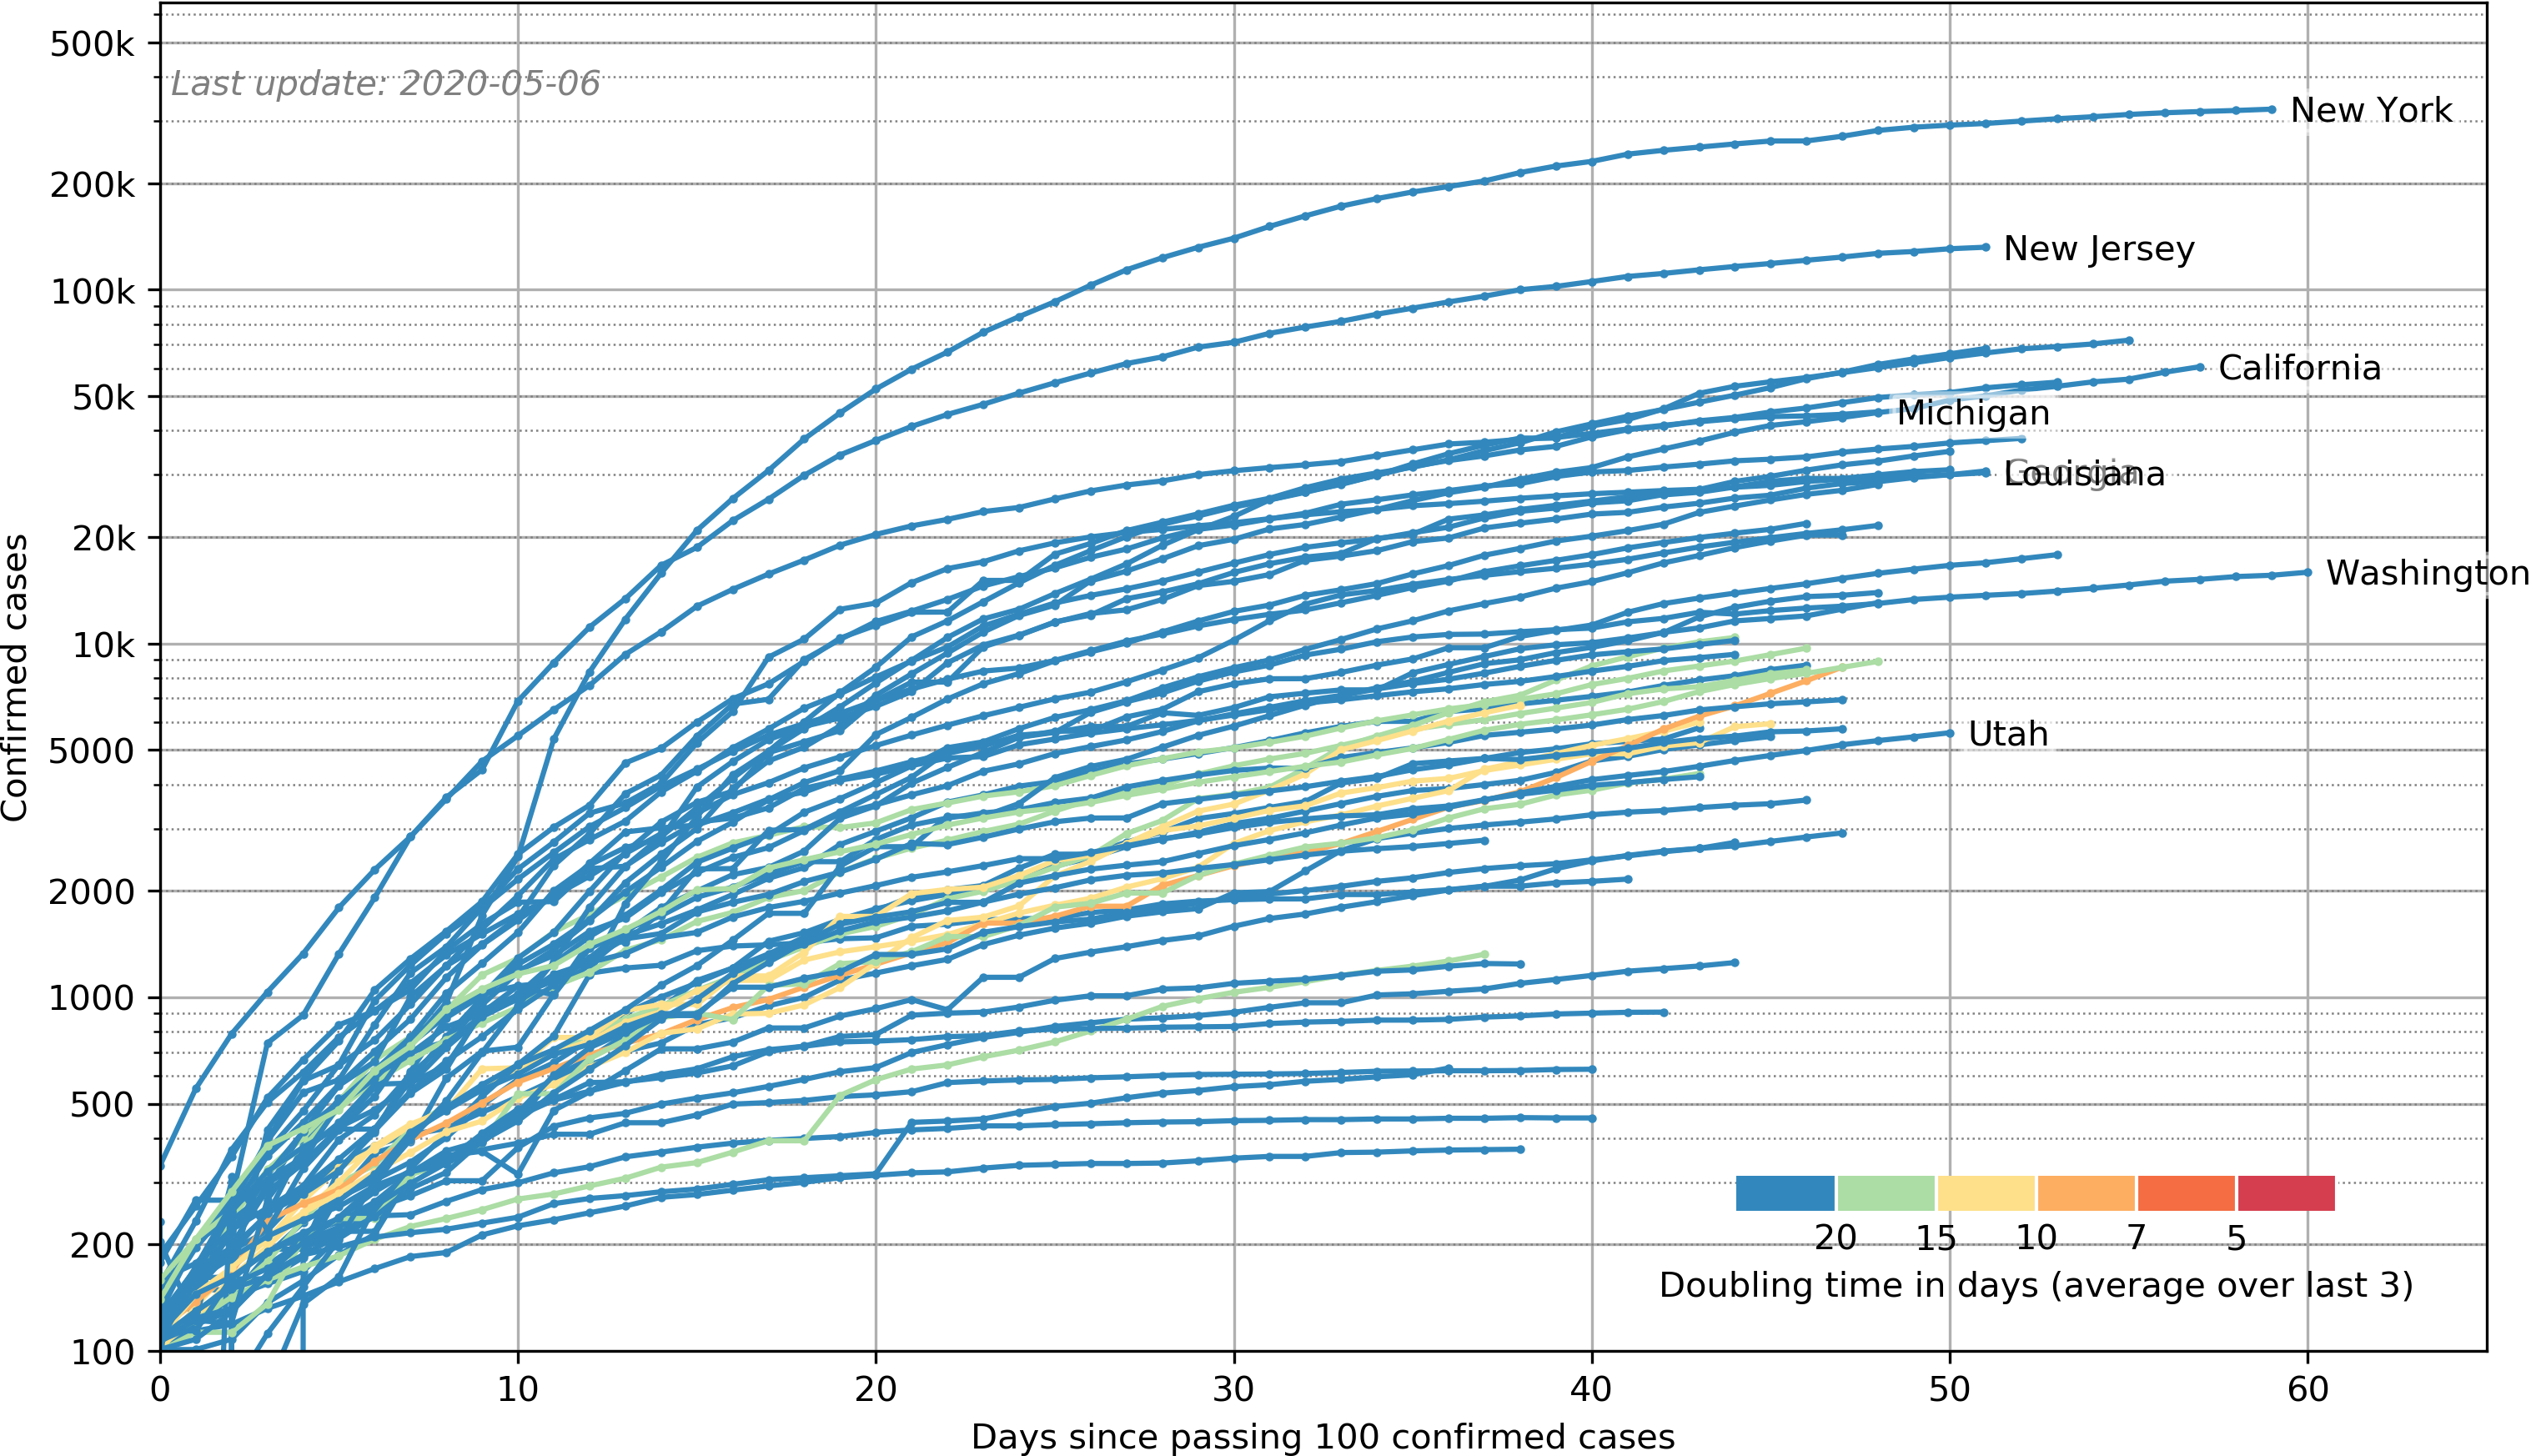 500k
Last update: 2020-05-06
New York
200k
New Jersey
100k
California
50k
Michigan
Georgia
Louisiana
20k
Washington
10k
Utah
5000
2000
1000
500
200
100
Confirmed cases
20 15 10 7 5
Doubling time in days (average over last 3)
0 10 20 30 40 50 60
Days since passing 100 confirmed cases